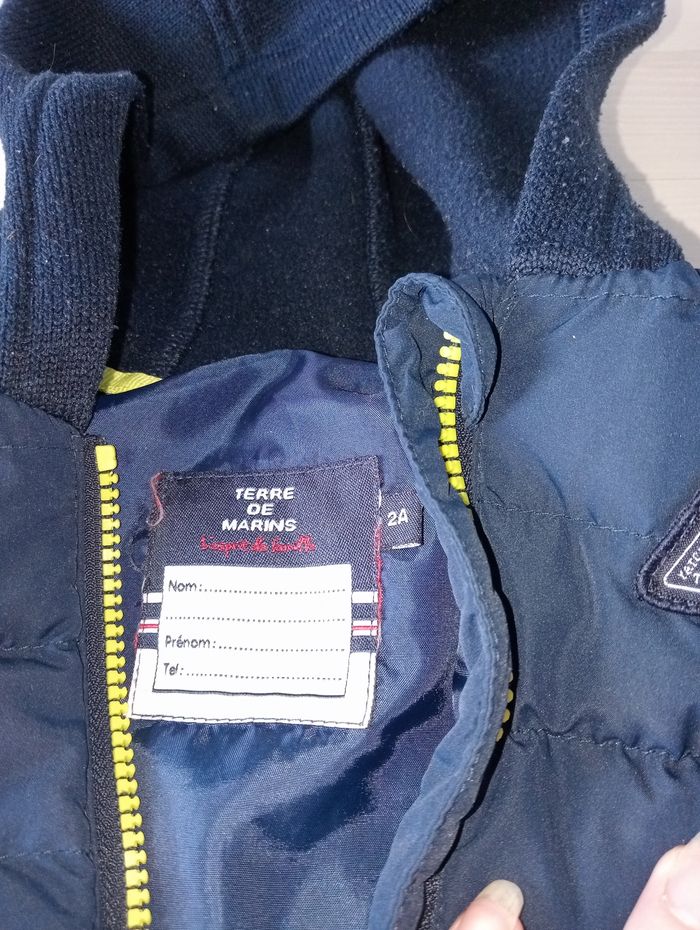 TERRE
DE
MARINS
L'esprit de famille
2A
Nom:..............................
.......................................
Prénom:........................
Tel:................................